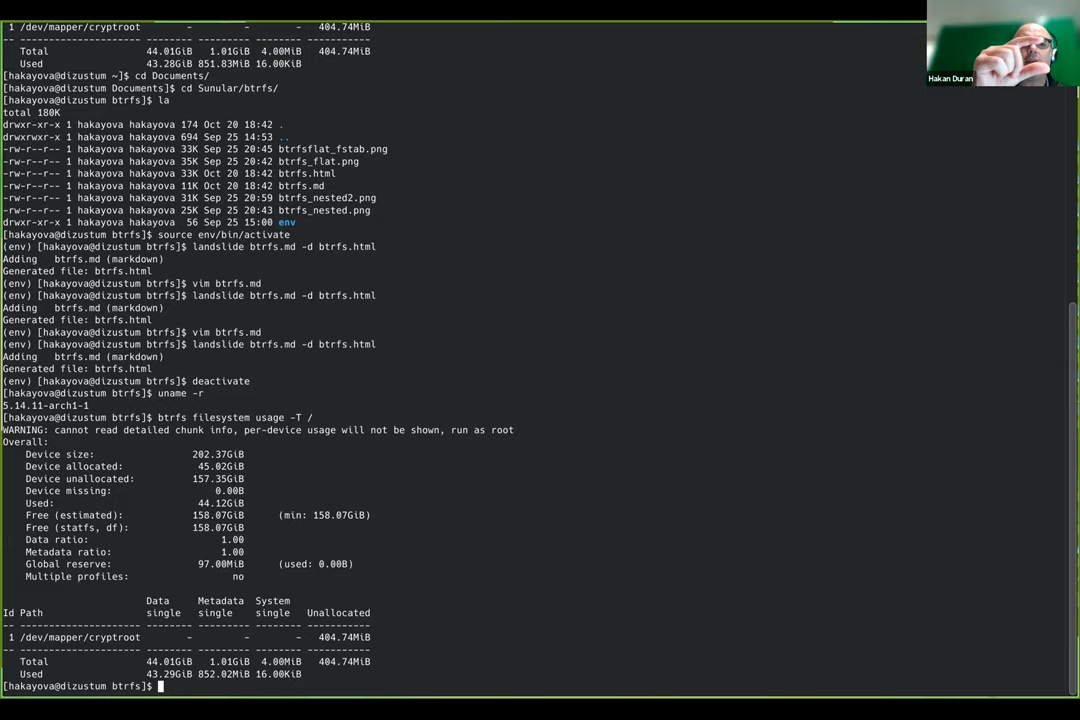 1 /dev/mapper/cryptroot - - - 404.74MiB
-- --------------------- -------- --------- -------- -----------
Total 44.01GiB 1.01GiB 4.00MiB 404.74MiB
Used 43.28GiB 851.83MiB 16.00KiB
[hakayova@dizustum ~]$ cd Documents/
[hakayova@dizustum Documents]$ cd Sunular/btrfs/
[hakayova@dizustum btrfs]$ la
total 180K
drwxr-xr-x 1 hakayova hakayova 174 Oct 20 18:42 .
drwxrwxr-x 1 hakayova hakayova 694 Sep 25 14:53 ..
-rw-r--r-- 1 hakayova hakayova 33K Sep 25 20:45 btrfsflat_fstab.png
-rw-r--r-- 1 hakayova hakayova 35K Sep 25 20:42 btrfs_flat.png
-rw-r--r-- 1 hakayova hakayova 33K Oct 20 18:42 btrfs.html
-rw-r--r-- 1 hakayova hakayova 11K Oct 20 18:42 btrfs.md
-rw-r--r-- 1 hakayova hakayova 31K Sep 25 20:59 btrfs_nested2.png
-rw-r--r-- 1 hakayova hakayova 25K Sep 25 20:43 btrfs_nested.png
drwxr-xr-x 1 hakayova hakayova 56 Sep 25 15:00 env
[hakayova@dizustum btrfs]$ source env/bin/activate
(env) [hakayova@dizustum btrfs]$ landslide btrfs.md -d btrfs.html
Adding btrfs.md (markdown)
Generated file: btrfs.html
(env) [hakayova@dizustum btrfs]$ vim btrfs.md
(env) [hakayova@dizustum btrfs]$ landslide btrfs.md -d btrfs.html
Adding btrfs.md (markdown)
Generated file: btrfs.html
(env) [hakayova@dizustum btrfs]$ vim btrfs.md
(env) [hakayova@dizustum btrfs]$ landslide btrfs.md -d btrfs.html
Adding btrfs.md (markdown)
Generated file: btrfs.html
(env) [hakayova@dizustum btrfs]$ deactivate
[hakayova@dizustum btrfs]$ uname -r
5.14.11-arch1-1
[hakayova@dizustum btrfs]$ btrfs filesystem usage -T /
WARNING: cannot read detailed chunk info, per-device usage will not be shown, run as root
Overall:
Device size: 202.37GiB
Device allocated: 45.02GiB
Device unallocated: 157.35GiB
Device missing: 0.00B
Used: 44.12GiB
Free (estimated): 158.07GiB (min: 158.07GiB)
Free (statfs, df): 158.07GiB
Data ratio: 1.00
Metadata ratio: 1.00
Global reserve: 97.00MiB (used: 0.00B)
Multiple profiles: no
Data Metadata System
Id Path single single single Unallocated
-- --------------------- -------- --------- -------- -----------
1 /dev/mapper/cryptroot - - - 404.74MiB
-- --------------------- -------- --------- -------- -----------
Total 44.01GiB 1.01GiB 4.00MiB 404.74MiB
Used 43.29GiB 852.02MiB 16.00KiB
[hakayova@dizustum btrfs]$
Hakan Duran